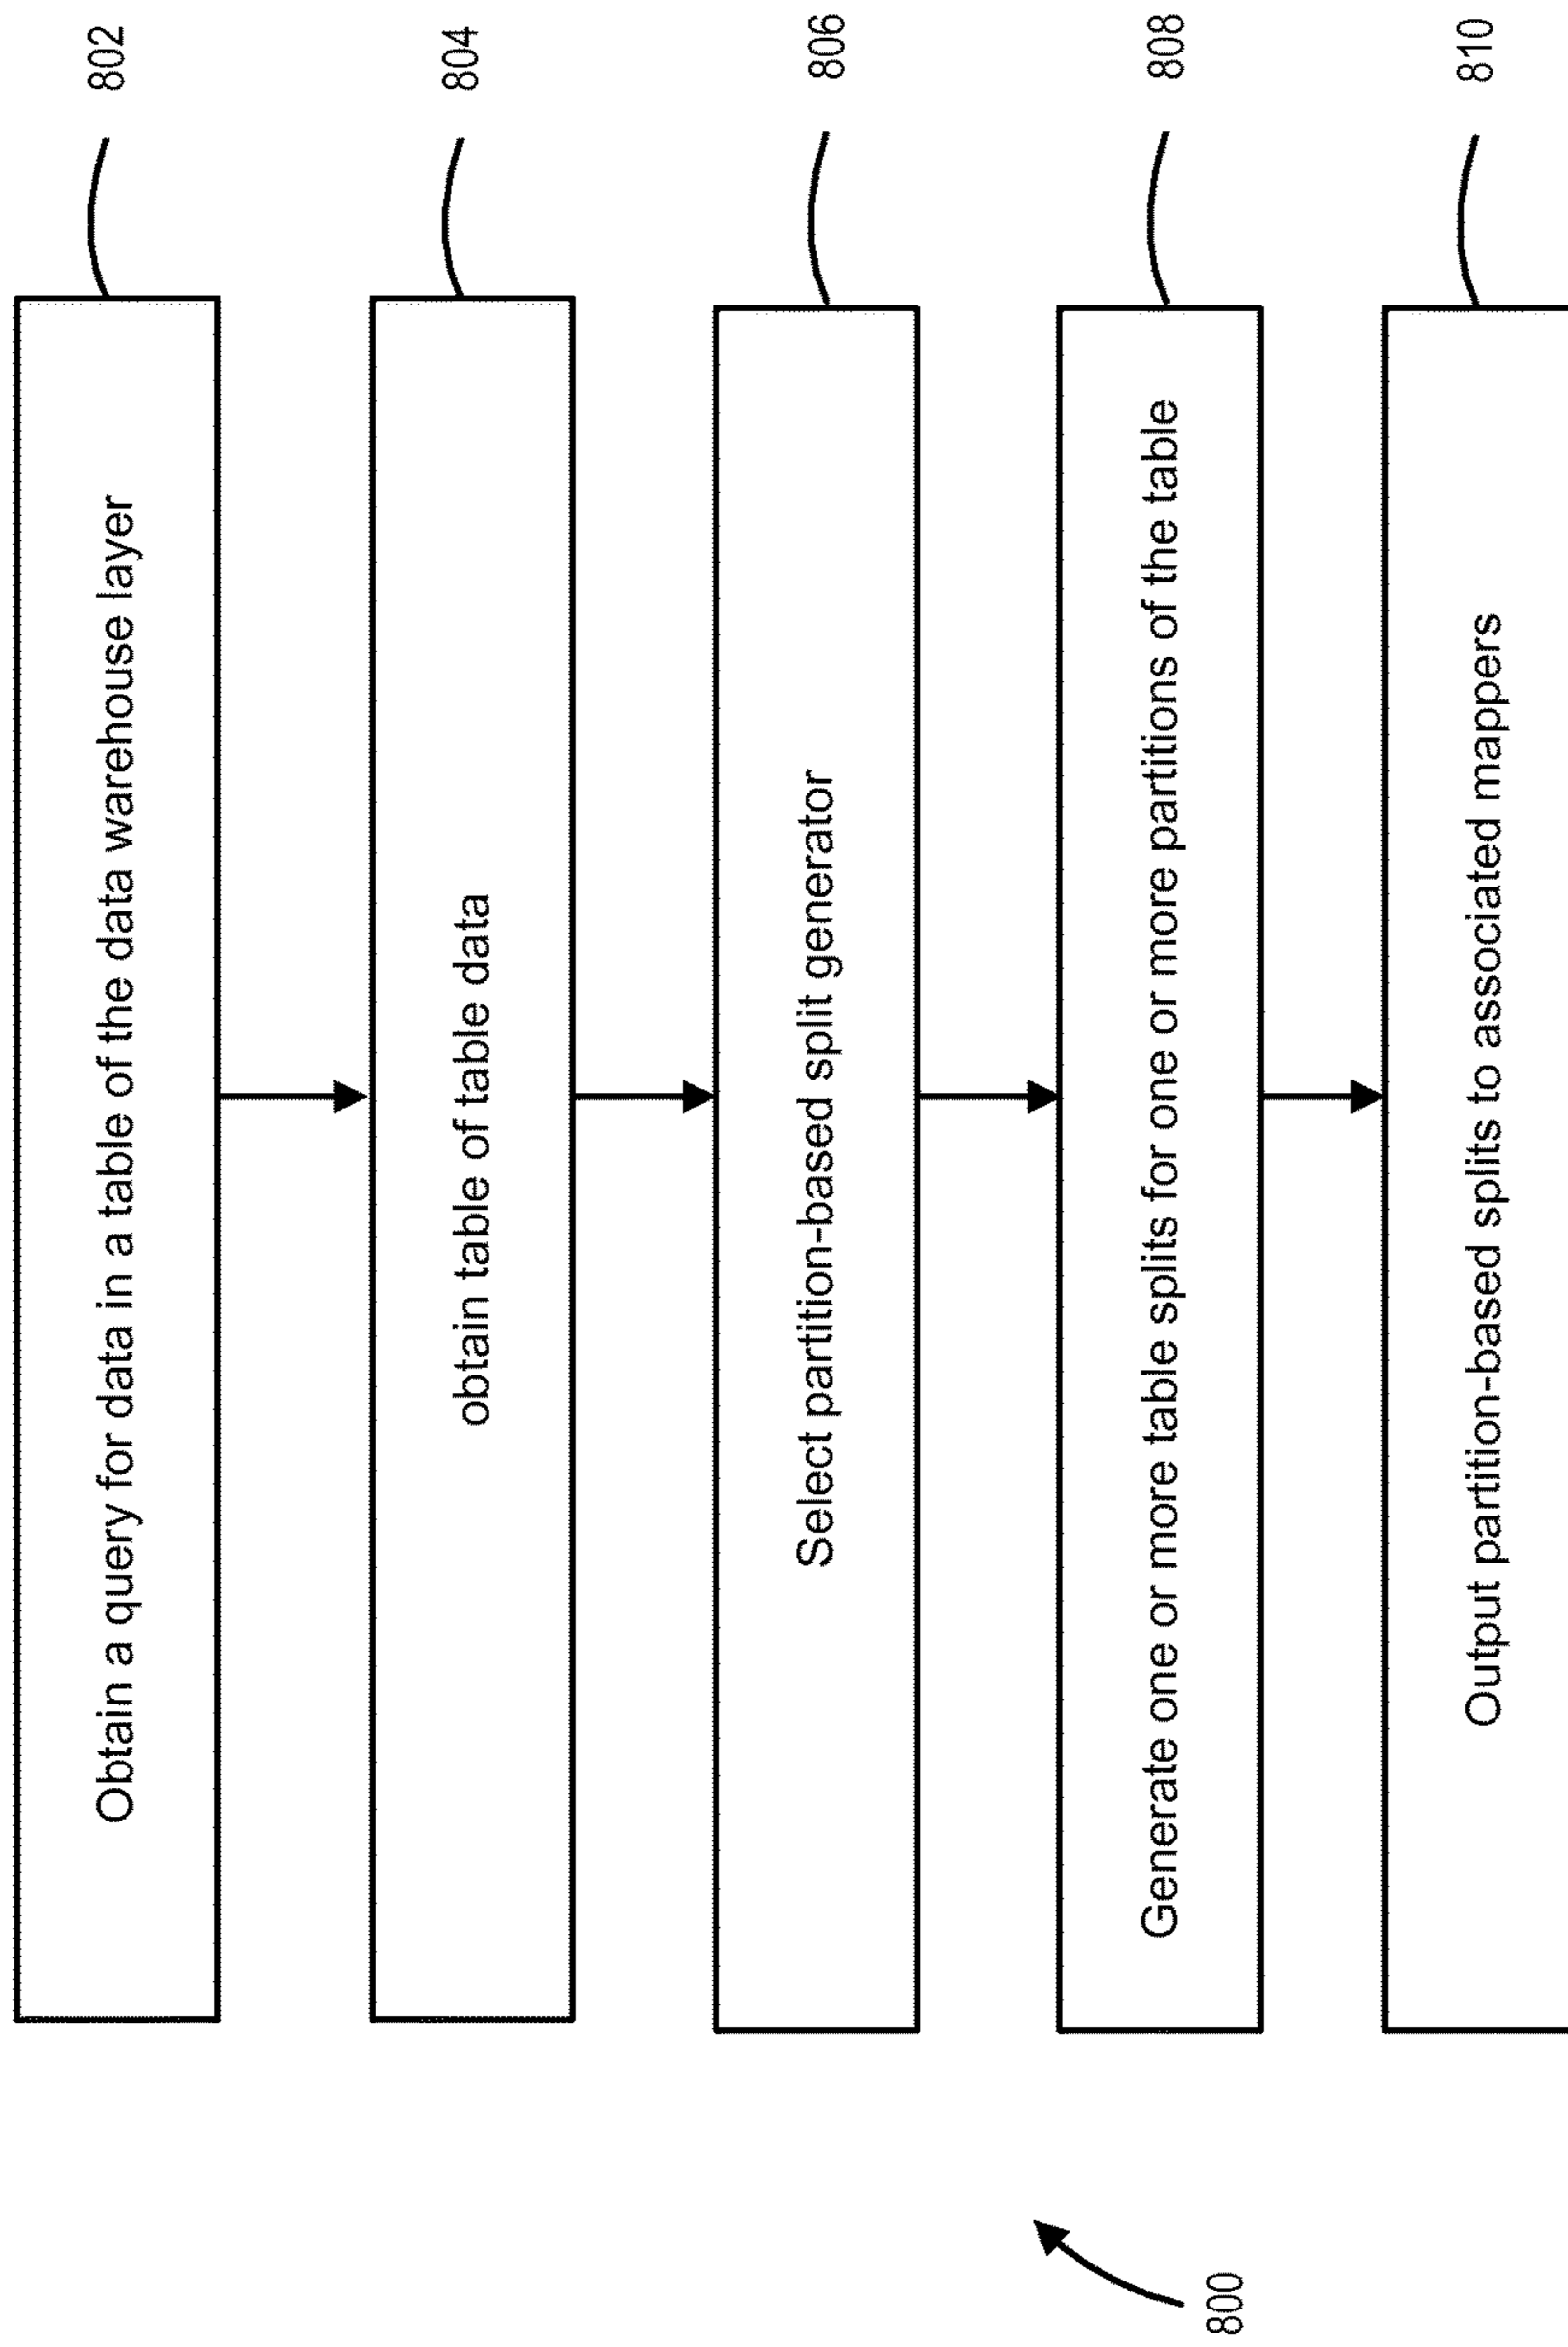 Obtain a query for data in a table of the data warehouse layer
802
obtain table of table data
804
Select partition-based split generator
806
Generate one or more table splits for one or more partitions of the table
808
Output partition-based splits to associated mappers
810
800